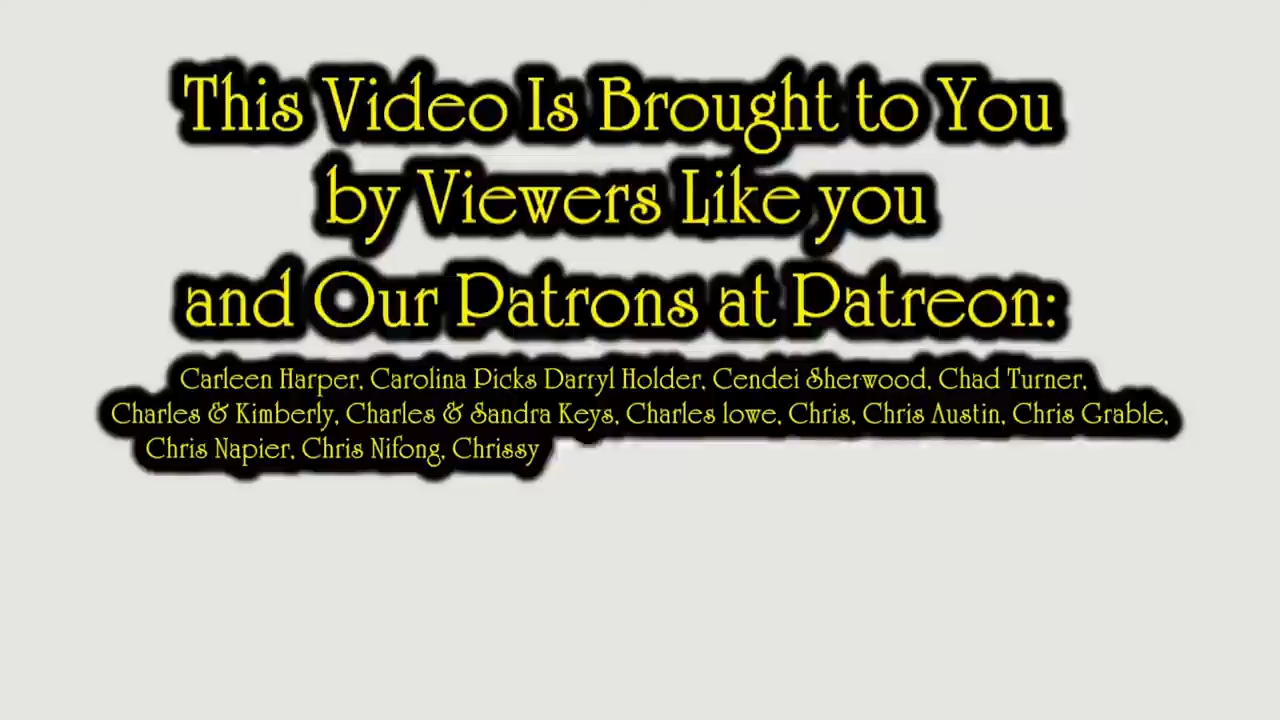 This Video Is Brought to You
by Viewers Like you
and Our Patrons at Patreon:
Carleen Harper, Carolina Picks Darryl Holder, Cendei Sherwood, Chad Turner,
Charles & Kimberly, Charles & Sandra Keys, Charles lowe, Chris, Chris Austin, Chris Grable,
Chris Napier, Chris Nifong, Chrissy